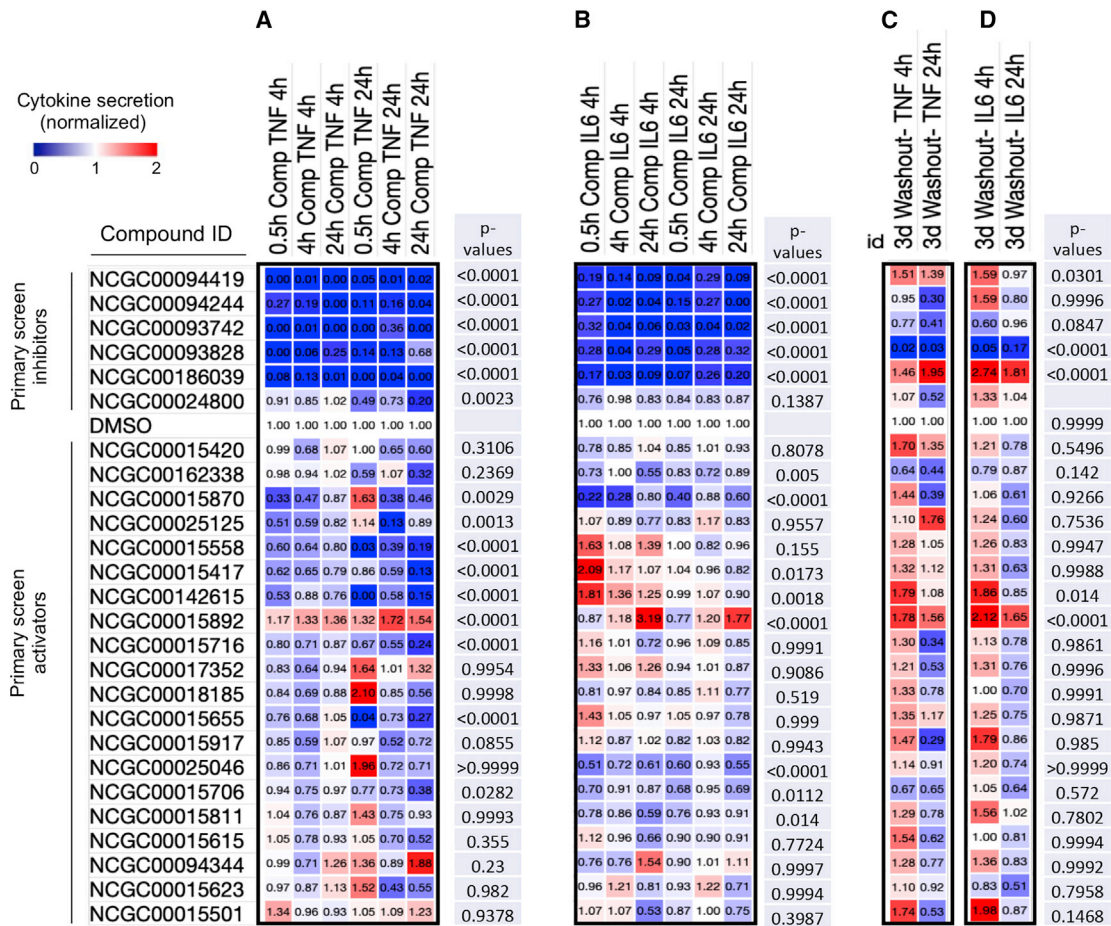 A B C D
Cytokine secretion
(normalized)
0 1 2
0.5h Comp TNF 4h
4h Comp TNF 4h
24h Comp TNF 4h
0.5h Comp TNF 24h
4h Comp TNF 24h
24h Comp TNF 24h
0.5h Comp IL6 4h
4h Comp IL6 4h
24h Comp IL6 4h
0.5h Comp IL6 24h
4h Comp IL6 24h
24h Comp IL6 24h
id
3d Washout- TNF 4h
3d Washout- TNF 24h
3d Washout- IL6 4h
3d Washout- IL6 24h
Compound ID p-values p-values p-values
Primary screen inhibitors
NCGC00094419 0.00 0.01 0.00 0.05 0.01 0.02 <0.0001 0.19 0.14 0.09 0.04 0.29 0.09 <0.0001 1.51 1.39 1.59 0.97 0.0301
NCGC00094244 0.27 0.19 0.00 0.11 0.16 0.04 <0.0001 0.27 0.02 0.04 0.15 0.27 0.00 <0.0001 0.95 0.30 1.59 0.80 0.9996
NCGC00093742 0.00 0.01 0.00 0.00 0.36 0.00 <0.0001 0.32 0.04 0.06 0.03 0.04 0.02 <0.0001 0.77 0.41 0.60 0.96 0.0847
NCGC00093828 0.00 0.06 0.25 0.14 0.13 0.68 <0.0001 0.28 0.04 0.29 0.05 0.28 0.32 <0.0001 0.02 0.03 0.05 0.17 <0.0001
NCGC00186039 0.08 0.13 0.01 0.00 0.04 0.00 <0.0001 0.17 0.03 0.09 0.07 0.26 0.20 <0.0001 1.46 1.95 2.74 1.81 <0.0001
NCGC00024800 0.91 0.85 1.02 0.49 0.73 0.20 0.0023 0.76 0.98 0.83 0.84 0.83 0.87 0.1387 1.07 0.52 1.33 1.04
DMSO 1.00 1.00 1.00 1.00 1.00 1.00 1.00 1.00 1.00 1.00 1.00 1.00 1.00 1.00 1.00 1.00 0.9999
Primary screen activators
NCGC00015420 0.99 0.68 1.07 1.00 0.65 0.60 0.3106 0.78 0.85 1.04 0.85 1.01 0.93 0.8078 1.70 1.35 1.21 0.78 0.5496
NCGC00162338 0.98 0.94 1.02 0.59 1.07 0.32 0.2369 0.73 1.00 0.55 0.83 0.72 0.89 0.005 0.64 0.44 0.79 0.87 0.142
NCGC00015870 0.33 0.47 0.87 1.63 0.38 0.46 0.0029 0.22 0.28 0.80 0.40 0.88 0.60 <0.0001 1.44 0.39 1.06 0.61 0.9266
NCGC00025125 0.51 0.59 0.82 1.14 0.13 0.89 0.0013 1.07 0.89 0.77 0.83 1.17 0.83 0.9557 1.10 1.76 1.24 0.60 0.7536
NCGC00015558 0.60 0.64 0.80 0.03 0.39 0.19 <0.0001 1.63 1.08 1.39 1.00 0.82 0.96 0.155 1.28 1.05 1.26 0.83 0.9947
NCGC00015417 0.62 0.65 0.79 0.86 0.59 0.13 <0.0001 2.09 1.17 1.07 1.04 0.96 0.82 0.0173 1.32 1.12 1.31 0.63 0.9988
NCGC00142615 0.53 0.88 0.76 0.00 0.58 0.15 <0.0001 1.81 1.36 1.25 0.99 1.07 0.90 0.0018 1.79 1.08 1.86 0.85 0.014
NCGC00015892 1.17 1.33 1.36 1.32 1.72 1.54 <0.0001 0.87 1.18 3.19 0.77 1.20 1.77 <0.0001 1.78 1.56 2.12 1.65 <0.0001
NCGC00015716 0.80 0.71 0.87 0.67 0.55 0.24 <0.0001 1.16 1.01 0.72 0.96 1.09 0.85 0.9991 1.30 0.34 1.13 0.78 0.9861
NCGC00017352 0.83 0.64 0.94 1.64 1.01 1.32 0.9954 1.33 1.06 1.26 0.94 1.01 0.87 0.9086 1.21 0.53 1.31 0.76 0.9996
NCGC00018185 0.84 0.69 0.88 2.10 0.85 0.56 0.9998 0.81 0.97 0.84 0.85 1.11 0.77 0.519 1.33 0.78 1.00 0.70 0.9991
NCGC00015655 0.76 0.68 1.05 0.04 0.73 0.27 <0.0001 1.43 1.05 0.97 1.05 0.97 0.78 0.999 1.35 1.17 1.25 0.75 0.9871
NCGC00015917 0.85 0.59 1.07 0.97 0.52 0.72 0.0855 1.12 0.87 1.02 0.82 1.03 0.82 0.9943 1.47 0.29 1.79 0.86 0.985
NCGC00025046 0.86 0.71 1.01 1.96 0.72 0.71 >0.9999 0.51 0.72 0.61 0.60 0.93 0.55 <0.0001 1.14 0.91 1.20 0.74 >0.9999
NCGC00015706 0.94 0.75 0.97 0.77 0.73 0.38 0.0282 0.70 0.91 0.87 0.68 0.95 0.69 0.0112 0.67 0.65 1.05 0.64 0.572
NCGC00015811 1.04 0.76 0.87 1.43 0.75 0.93 0.9993 0.78 0.86 0.59 0.76 0.93 0.93 0.014 1.29 0.78 1.56 1.02 0.7802
NCGC00015615 1.05 0.78 0.93 1.05 0.70 0.52 0.355 1.12 0.96 0.66 0.90 0.90 0.91 0.7724 1.54 0.62 1.00 0.81 0.9994
NCGC00094344 0.99 0.71 1.26 1.36 0.89 1.88 0.23 0.76 0.76 1.54 0.90 1.01 1.11 0.9997 1.28 0.77 1.36 0.83 0.9992
NCGC00015623 0.97 0.87 1.13 1.52 0.43 0.55 0.982 0.96 1.21 0.81 0.93 1.22 0.71 0.9994 1.10 0.92 0.83 0.51 0.7958
NCGC00015501 1.34 0.96 0.93 1.05 1.09 1.23 0.9378 1.07 1.07 0.53 0.87 1.00 0.75 0.3987 1.74 0.53 1.98 0.87 0.1468